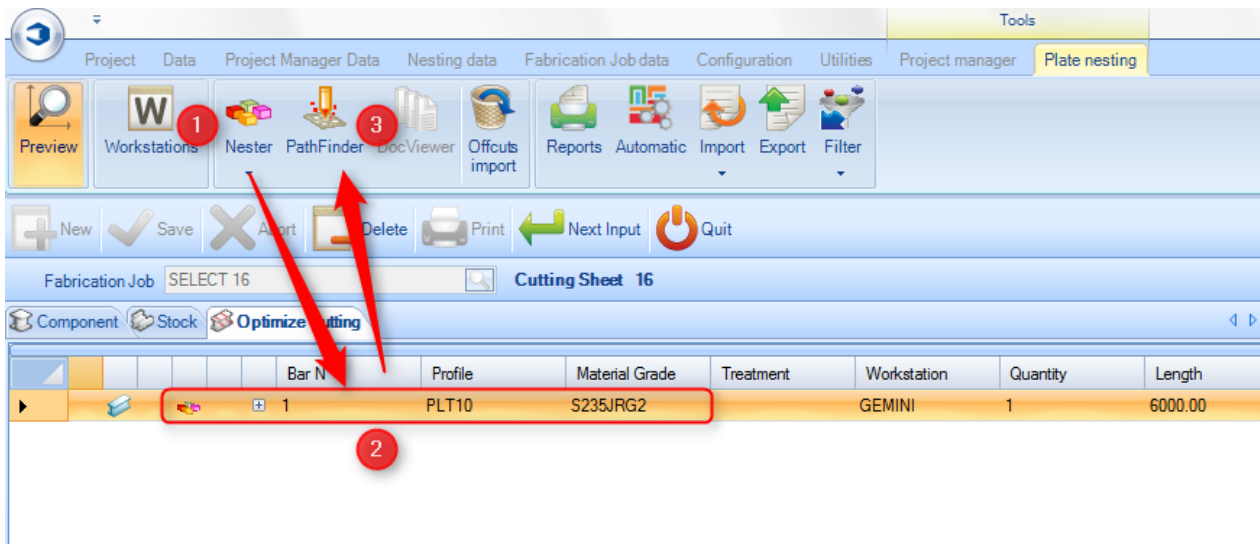 Tools
Project Data Project Manager Data Nesting data Fabrication Job data Configuration Utilities Project manager Plate nesting
W 1 3
Preview Workstations Nester PathFinder DocViewer Offcuts Reports Automatic Import Export Filter
import
New Save Abort Delete Print Next Input Quit
Fabrication Job SELECT 16 Cutting Sheet 16
Component Stock Optimize Cutting
Bar N Profile Material Grade Treatment Workstation Quantity Length
1 PLT10 S235JRG2 GEMINI 1 6000.00
2